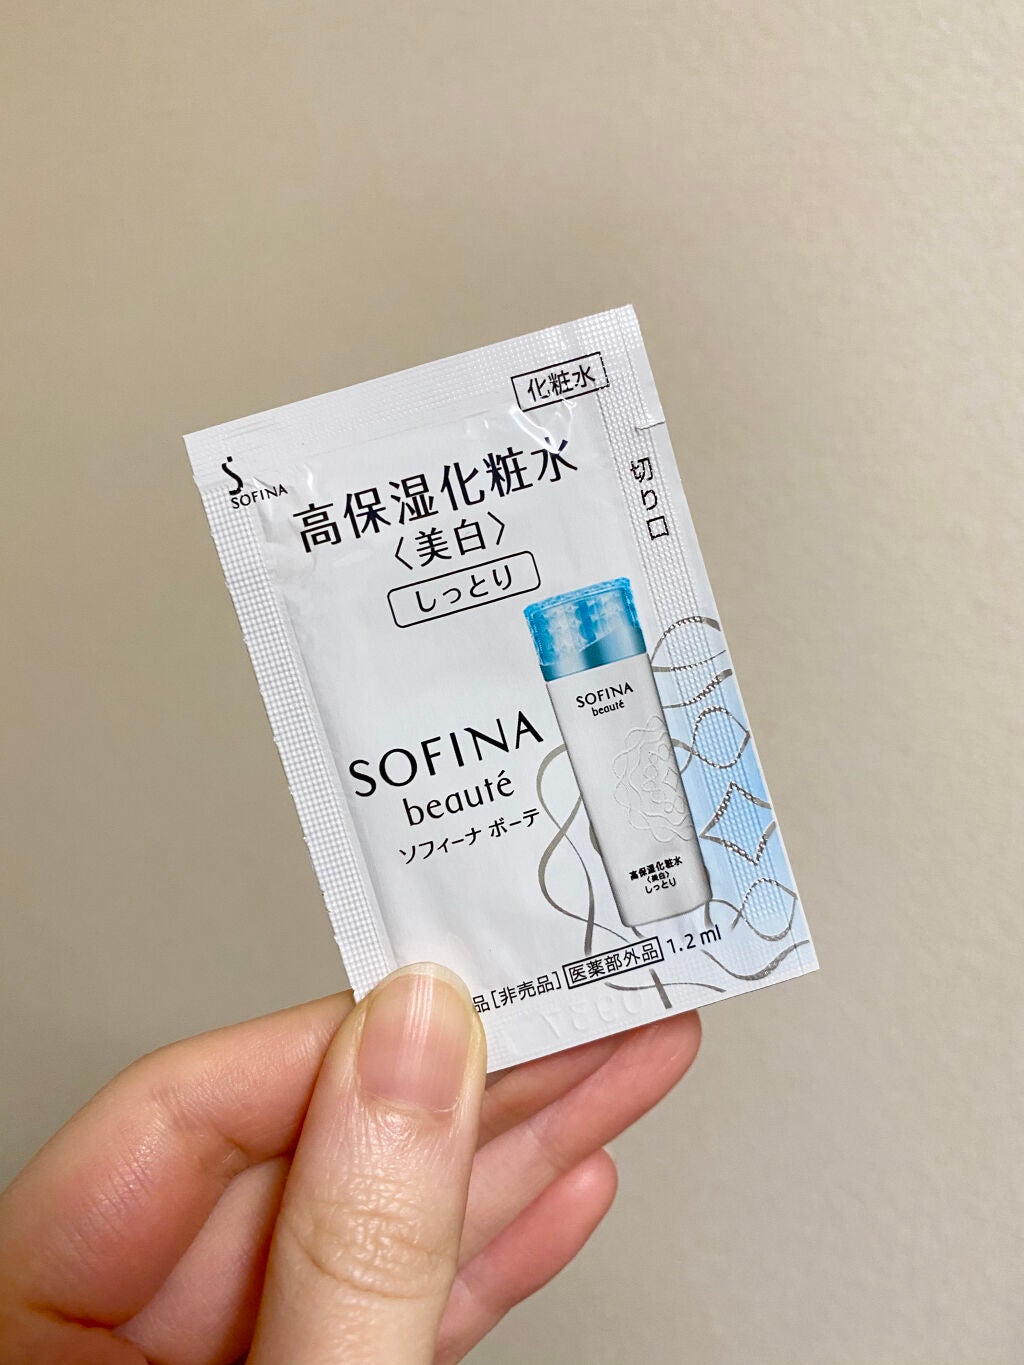 化粧水
S
SOFINA
高保湿化粧水
〈美白〉
しっとり
切り口
SOFINA
beauté
ソフィーナ ボーテ
SOFINA
beauté
高保湿化粧水
〈美白〉
しっとり
品[非売品] 医薬部外品 1.2 ml